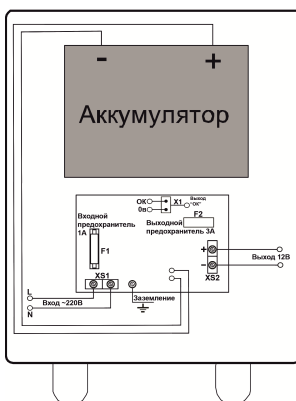 - +
Аккумулятор
ОК
0в
X1
Выход
"ОК"
Входной
предохранитель
1А
F1
F2
Выходной
предохранитель 3А
+
-
XS2
Выход 12В
XS1
L
Вход ~220В
N
Заземление